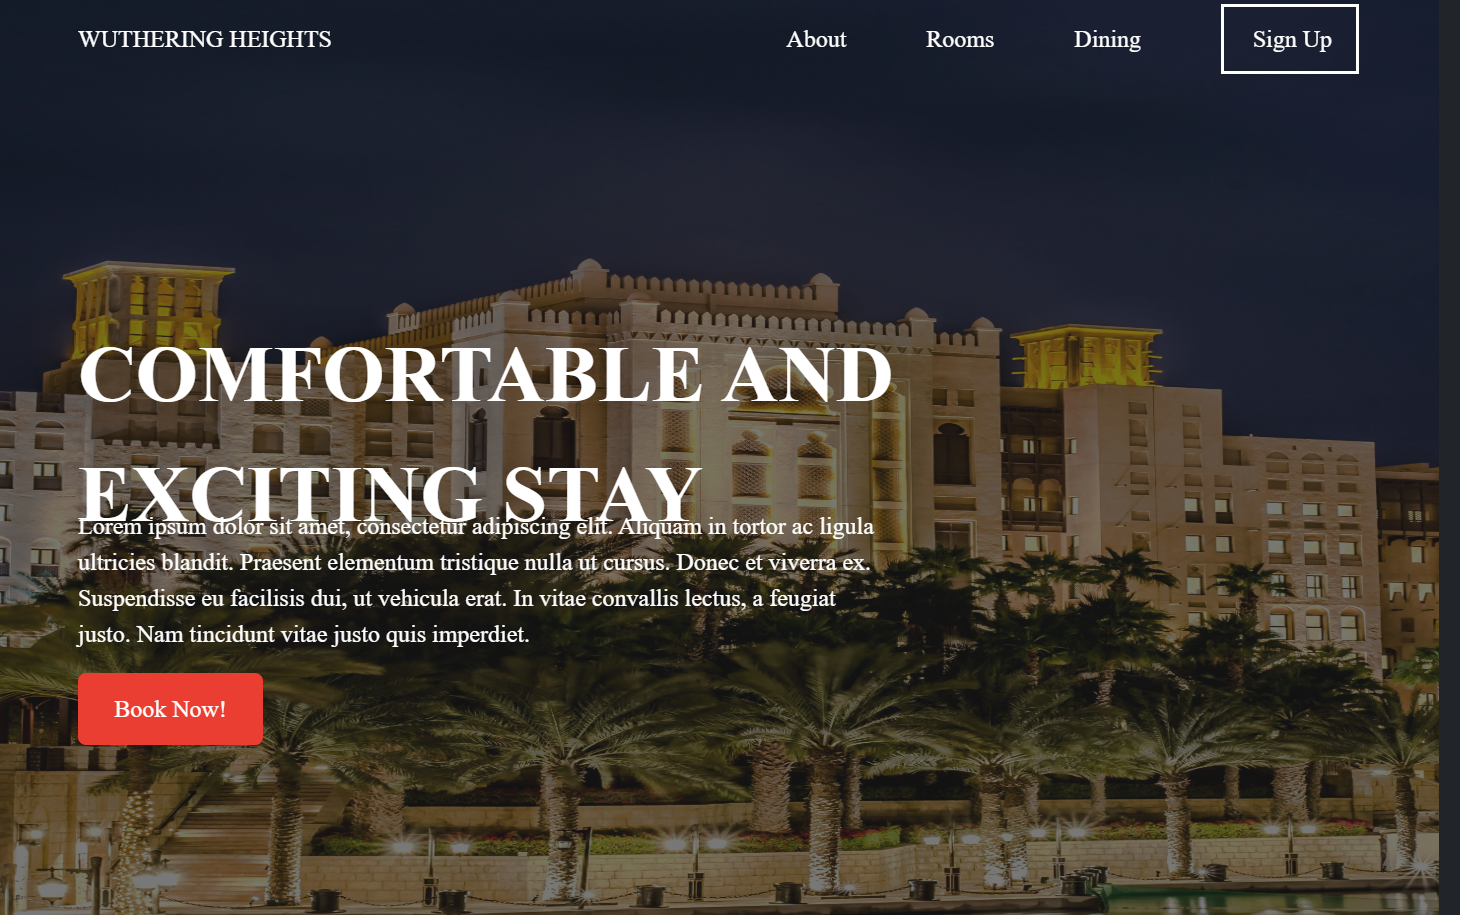 WUTHERING HEIGHTS
About
Rooms
Dining
Sign Up
COMFORTABLE AND
EXCITING STAY
Lorem ipsum dolor sit amet, consectetur adipiscing elit. Aliquam in tortor ac ligula
ultricies blandit. Praesent elementum tristique nulla ut cursus. Donec et viverra ex.
Suspendisse eu facilisis dui, ut vehicula erat. In vitae convallis lectus, a feugiat
justo. Nam tincidunt vitae justo quis imperdiet.
Book Now!